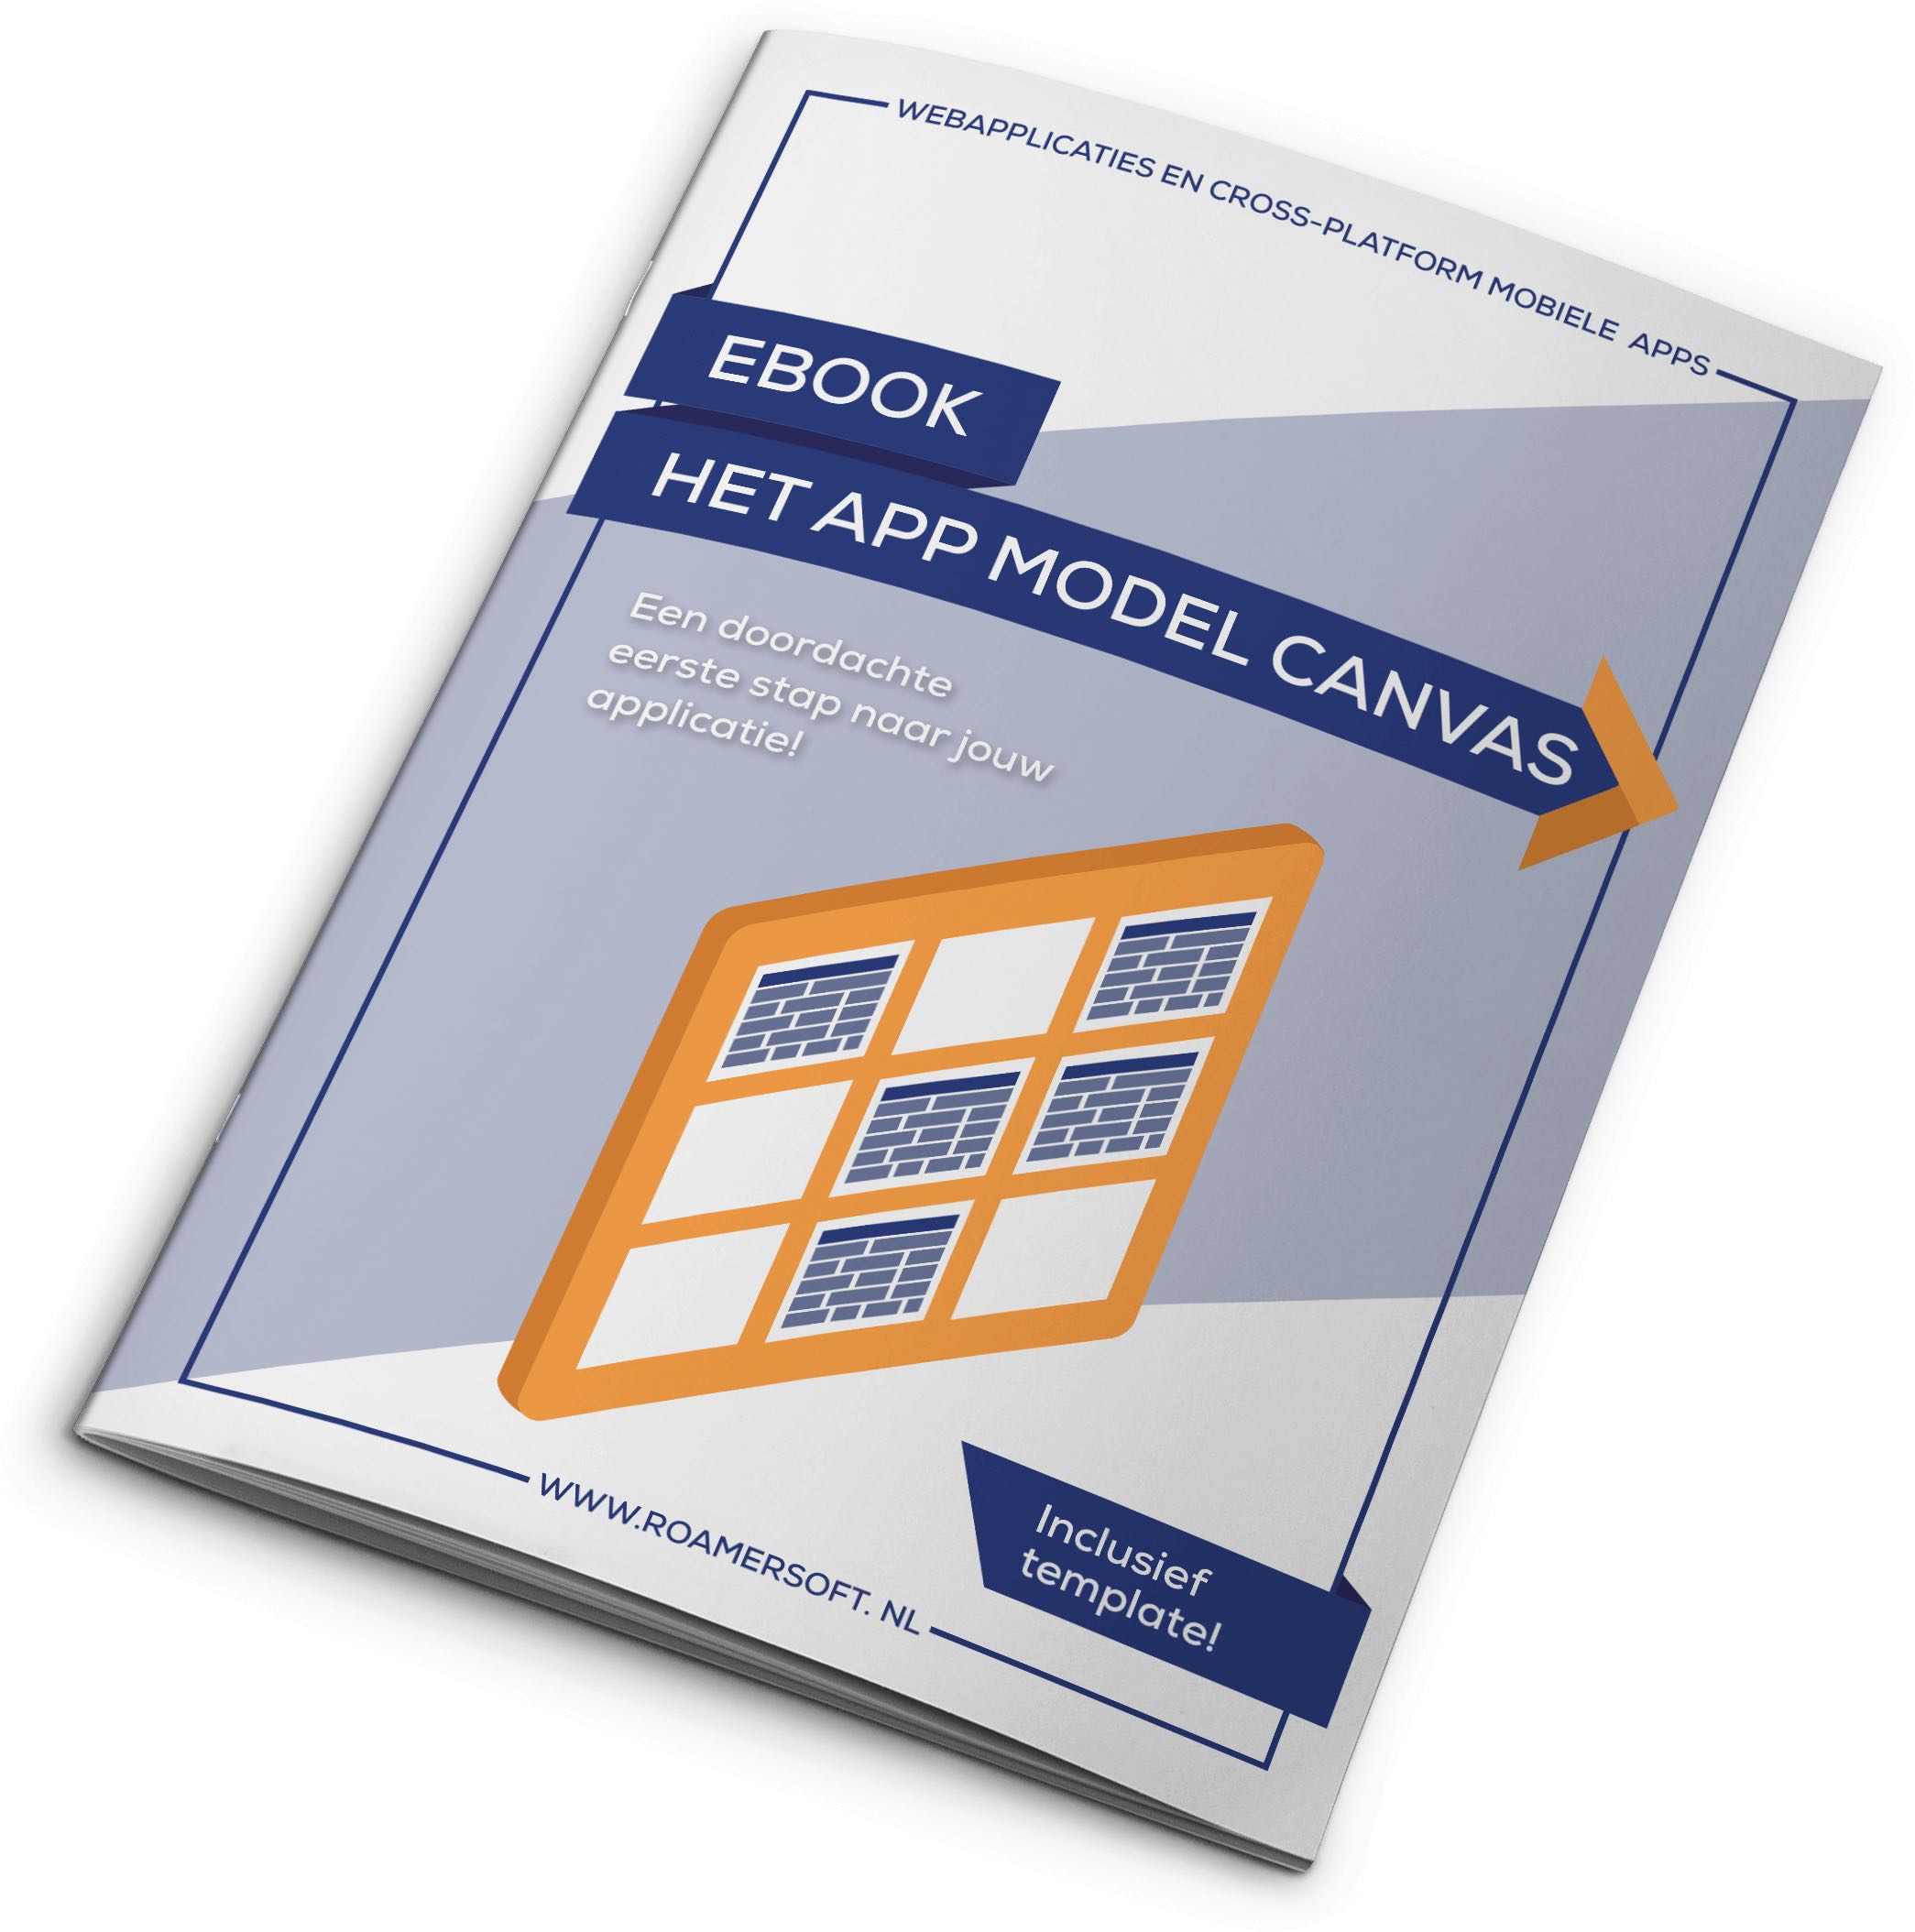 WEBAPPLICATIES EN CROSS-PLATFORM MOBIELE APPS
EBOOK
HET APP MODEL CANVAS
Een doordachte
eerste stap naar jouw
applicatie!
Inclusief
template!
WWW.ROAMERSOFT. NL